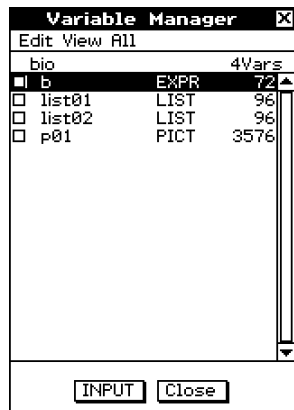 Variable Manager
Edit View All
bio 4Vars
b EXPR 72
list01 LIST 96
list02 LIST 96
p01 PICT 3576
INPUT Close